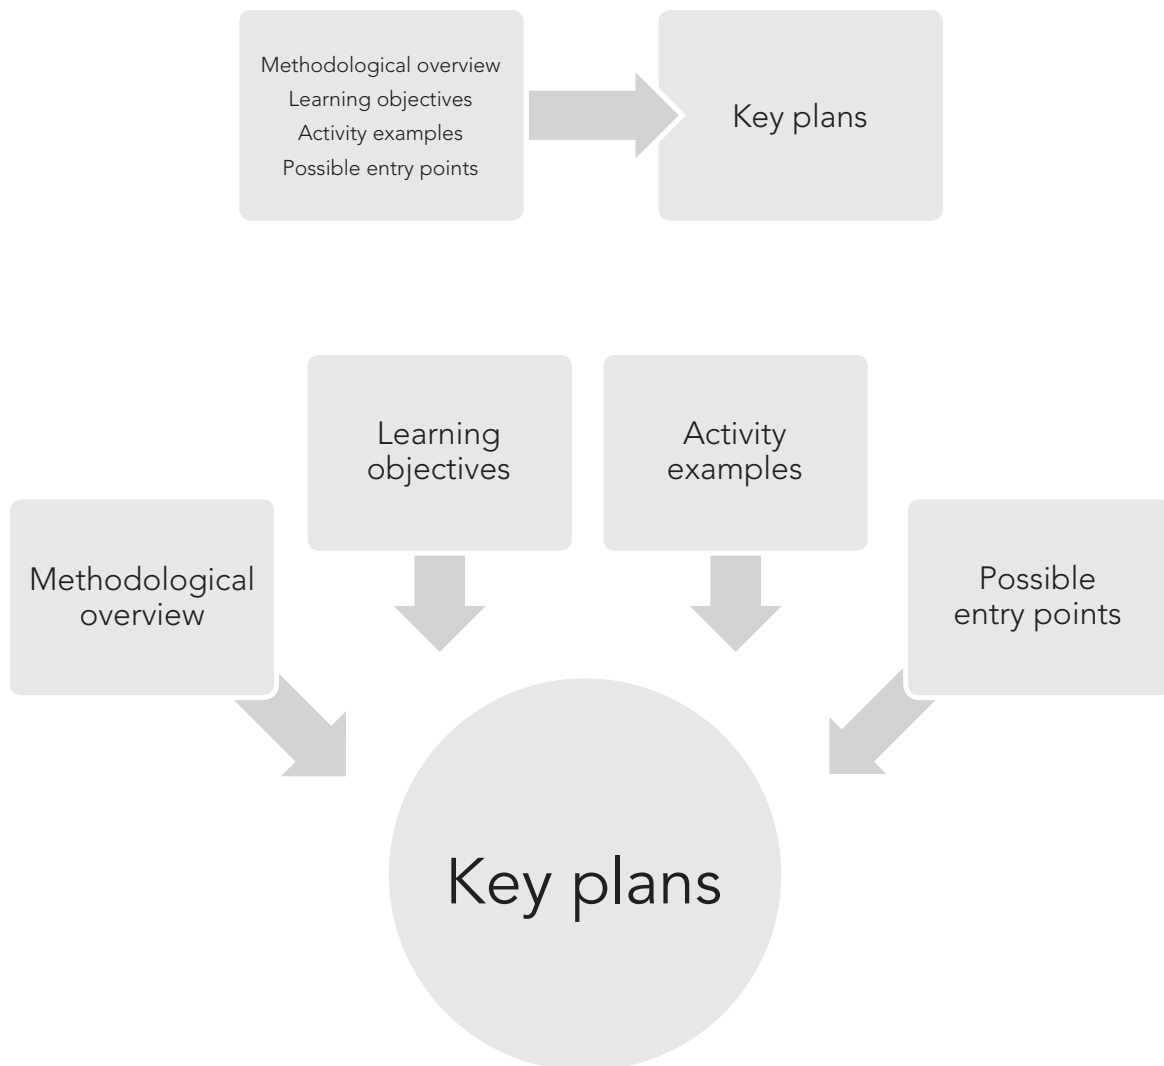 Methodological overview
Learning objectives
Activity examples
Possible entry points
Key plans
Learning
objectives
Activity
examples
Methodological
overview
Possible
entry points
Key plans